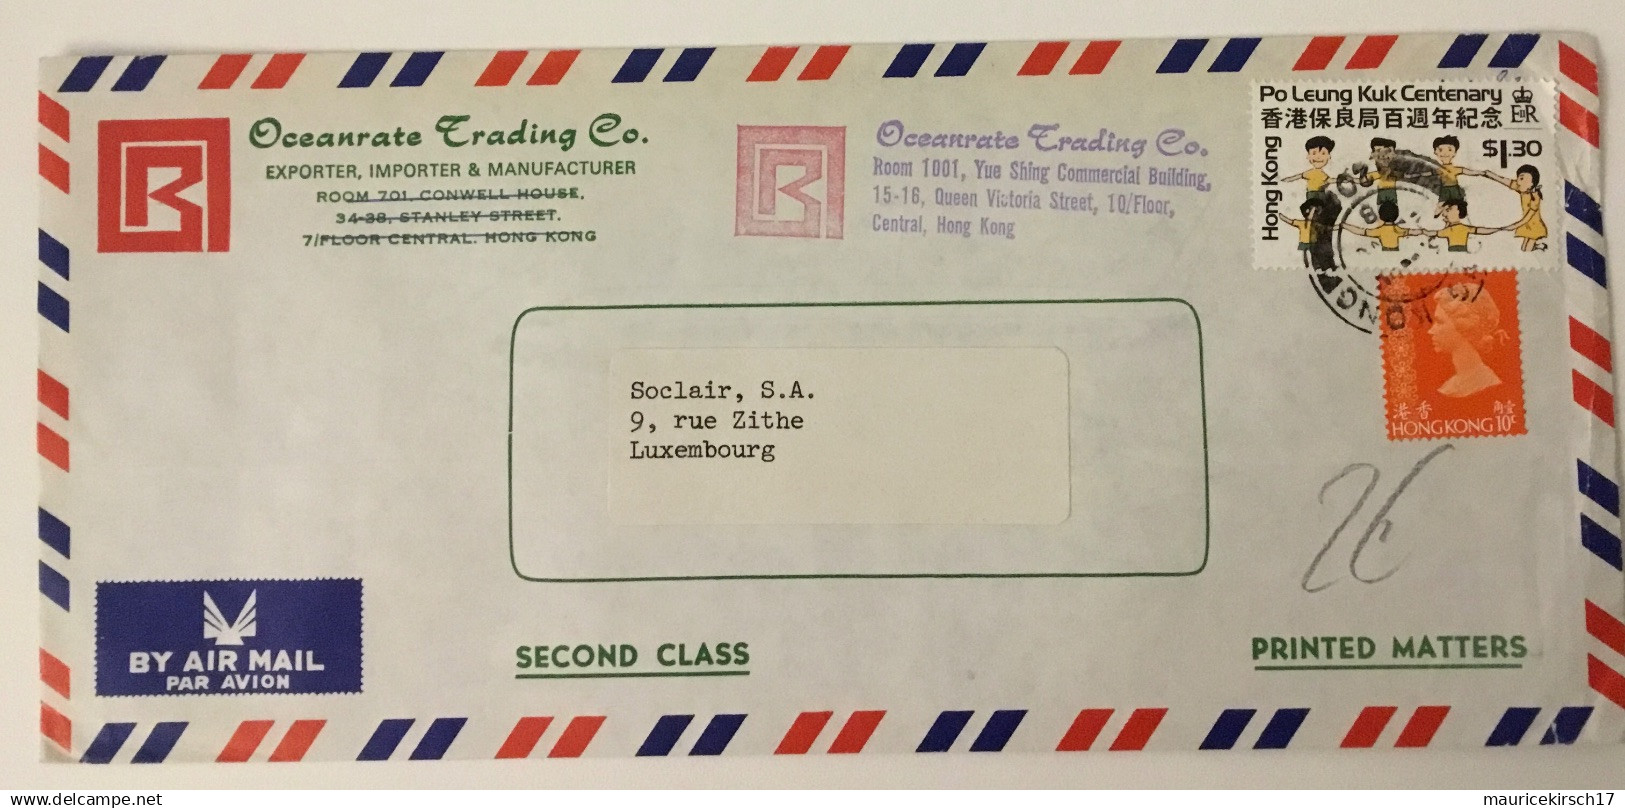 Oceanrate Trading Co.
EXPORTER, IMPORTER & MANUFACTURER
ROOM 701, CONWELL HOUSE,
34-38, STANLEY STREET.
7/FLOOR CENTRAL. HONG KONG
Oceanrate Trading Co.
Room 1001, Yue Shing Commercial Building,
15-16, Queen Victoria Street, 10/Floor,
Central, Hong Kong
Po Leung Kuk Centenary
香港保良局百週年紀念
EIIR
$1.30
Hong Kong
HONG K
香港
壹角
HONG KONG 10c
Soclair, S.A.
9, rue Zithe
Luxembourg
BY AIR MAIL
PAR AVION
SECOND CLASS
PRINTED MATTERS
delcampe.net
mauricekirsch17